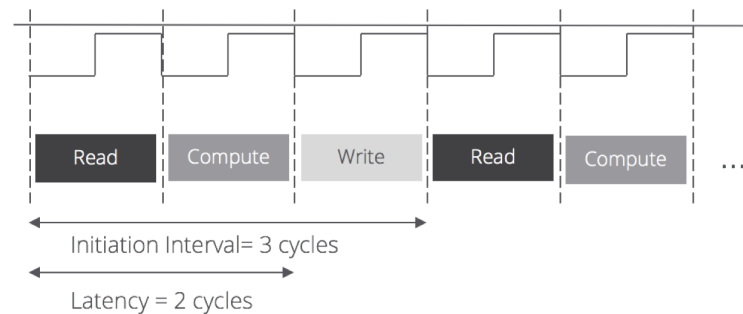 Read Compute Write Read Compute ...
Initiation Interval= 3 cycles
Latency = 2 cycles